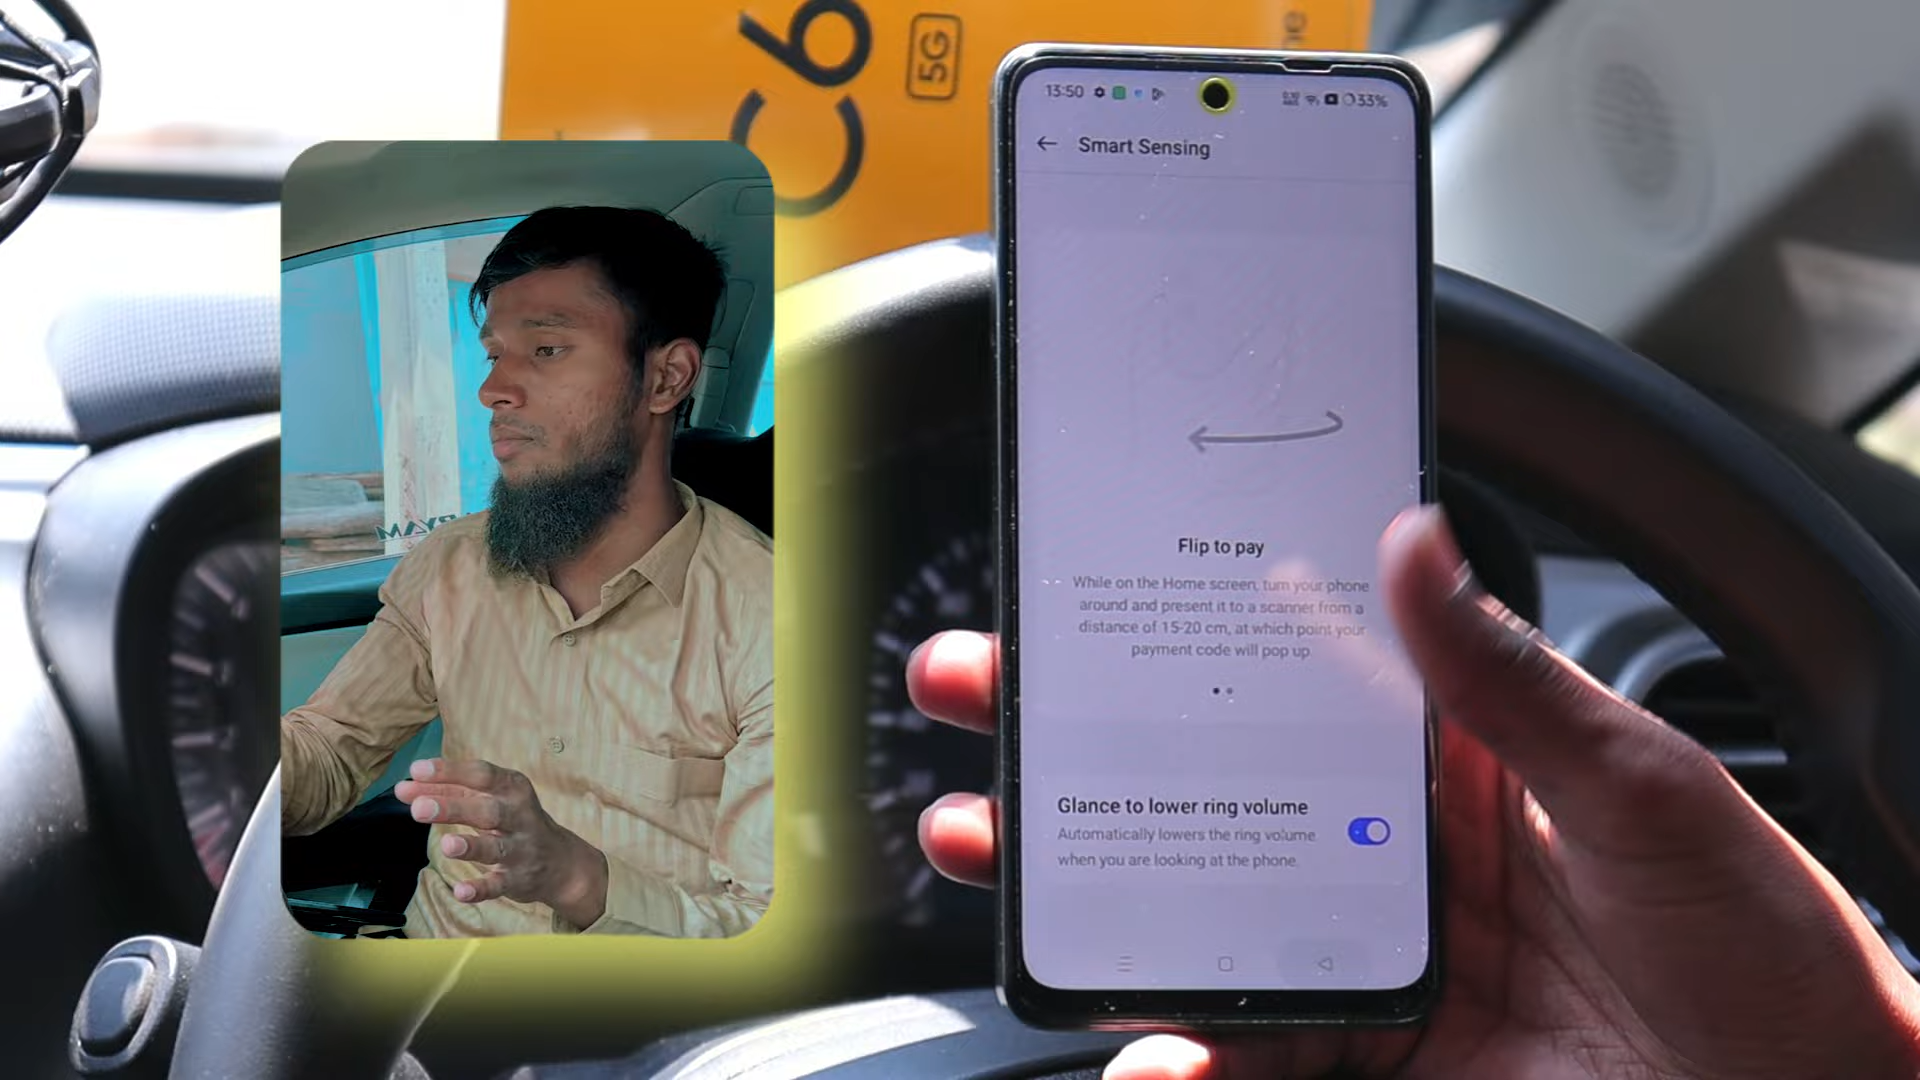 C6
5G
ne
13:50
33%
Smart Sensing
Flip to pay
While on the Home screen, turn your phone
around and present it to a scanner from a
distance of 15-20 cm, at which point your
payment code will pop up.
Glance to lower ring volume
Automatically lowers the ring volume
when you are looking at the phone.